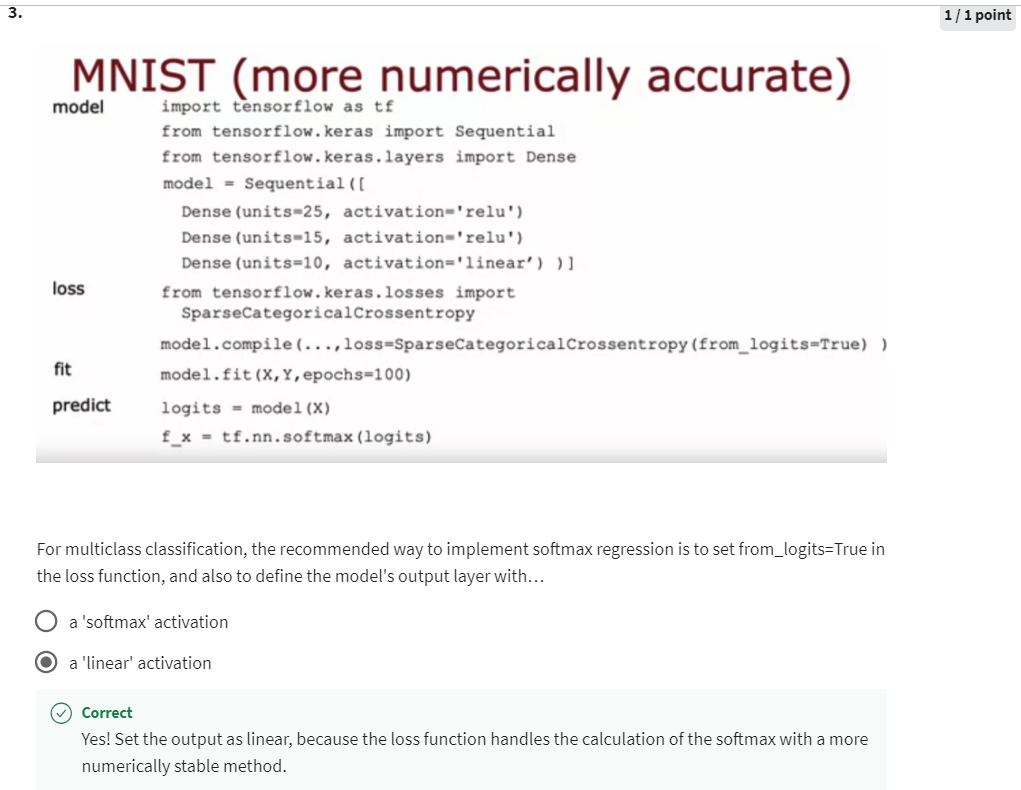 3.
1 / 1 point
MNIST (more numerically accurate)
model
import tensorflow as tf
from tensorflow.keras import Sequential
from tensorflow.keras.layers import Dense
model = Sequential([
Dense(units=25, activation='relu')
Dense(units=15, activation='relu')
Dense(units=10, activation='linear') )]
loss
from tensorflow.keras.losses import
SparseCategoricalCrossentropy
model.compile(...,loss=SparseCategoricalCrossentropy(from_logits=True) )
fit
model.fit(X,Y,epochs=100)
predict
logits = model(X)
f_x = tf.nn.softmax(logits)
For multiclass classification, the recommended way to implement softmax regression is to set from_logits=True in
the loss function, and also to define the model's output layer with…
a 'softmax' activation
a 'linear' activation
Correct
Yes! Set the output as linear, because the loss function handles the calculation of the softmax with a more
numerically stable method.